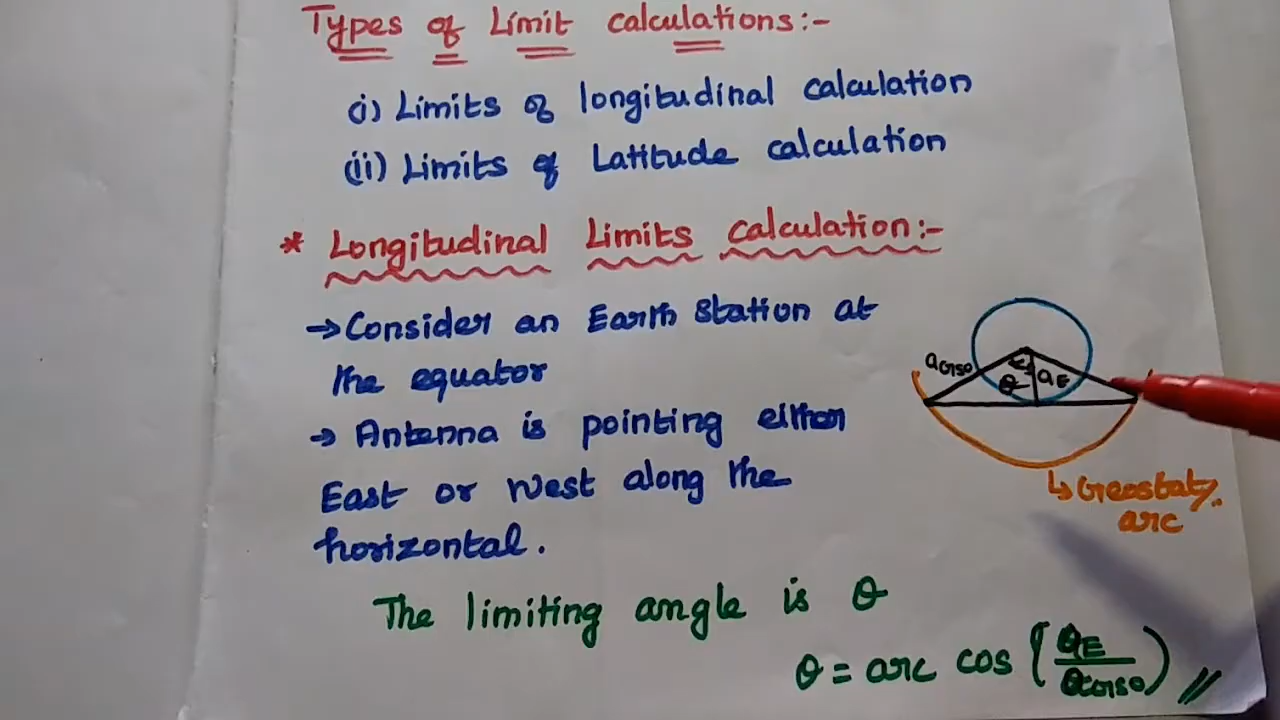 Types of Limit calculations:-
(i) Limits of longitudinal calculation
(ii) Limits of Latitude calculation
* Longitudinal Limits calculation:-
→ Consider an Earth Station at
the equator
→ Antenna is pointing either
East or West along the
horizontal.
aGSO
θ
aE
↳ Geostaty..
arc
The limiting angle is θ
θ = arc cos (aE/aGSO) //